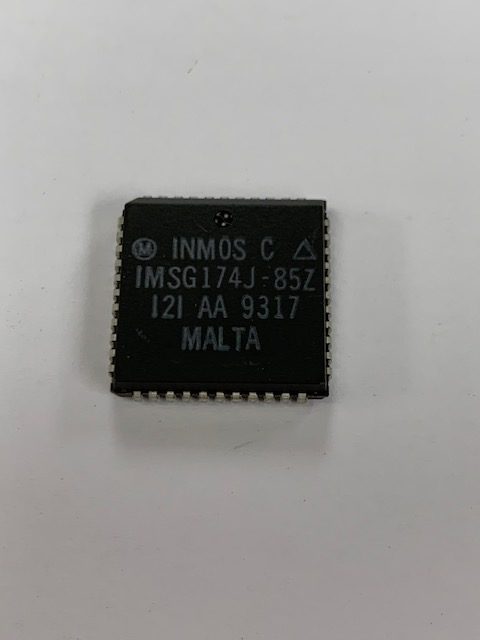 M INMOS C
IMSG174J-85Z
121 AA 9317
MALTA